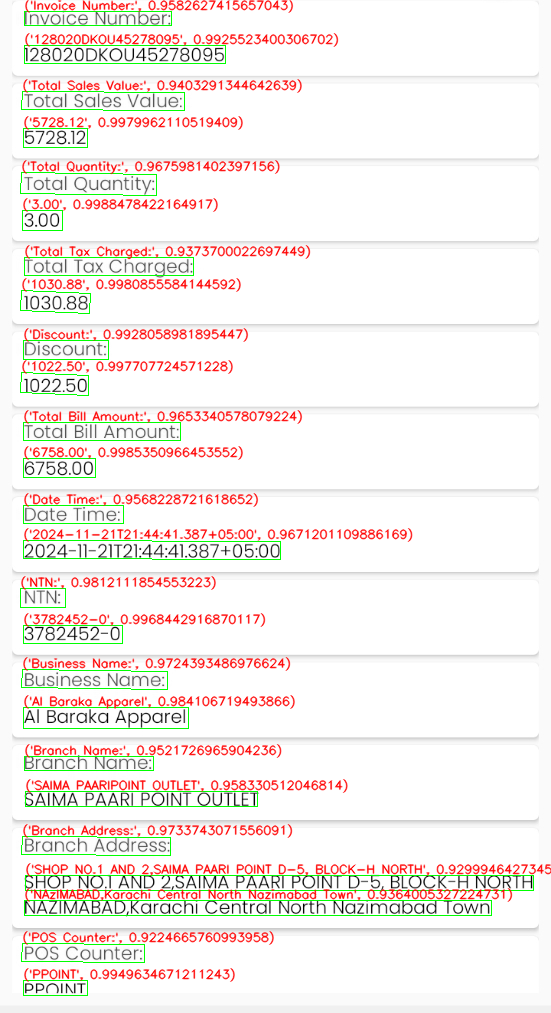 ('Invoice Number:', 0.9582627415657043)
Invoice Number:
('128020DKOU45278095', 0.9925523400306702)
128020DKOU45278095
('Total Sales Value:', 0.9403291344642639)
Total Sales Value:
('5728.12', 0.9979962110519409)
5728.12
('Total Quantity:', 0.9675981402397156)
Total Quantity:
('3.00', 0.9988478422164917)
3.00
('Total Tax Charged:', 0.9373700022697449)
Total Tax Charged:
('1030.88', 0.9980855584144592)
1030.88
('Discount:', 0.9928058981895447)
Discount:
('1022.50', 0.997707724571228)
1022.50
('Total Bill Amount:', 0.9653340578079224)
Total Bill Amount:
('6758.00', 0.9985350966453552)
6758.00
('Date Time:', 0.9568228721618652)
Date Time:
('2024-11-21T21:44:41.387+05:00', 0.9671201109886169)
2024-11-21T21:44:41.387+05:00
('NTN:', 0.9812111854553223)
NTN:
('3782452-0', 0.9968442916870117)
3782452-0
('Business Name:', 0.9724393486976624)
Business Name:
('Al Baraka Apparel', 0.984106719493866)
Al Baraka Apparel
('Branch Name:', 0.9521726965904236)
Branch Name:
('SAIMA PAARIPOINT OUTLET', 0.958330512046814)
SAIMA PAARI POINT OUTLET
('Branch Address:', 0.9733743071556091)
Branch Address:
('SHOP NO.1 AND 2,SAIMA PAARI POINT D-5, BLOCK-H NORTH', 0.9299946427345
SHOP NO.1 AND 2,SAIMA PAARI POINT D-5, BLOCK-H NORTH
('NAzIMABAD,Karachi Central North Nazimabad Town', 0.9364005327224731)
NAZIMABAD,Karachi Central North Nazimabad Town
('POS Counter:', 0.9224665760993958)
POS Counter:
('PPOINT', 0.9949634671211243)
PPOINT